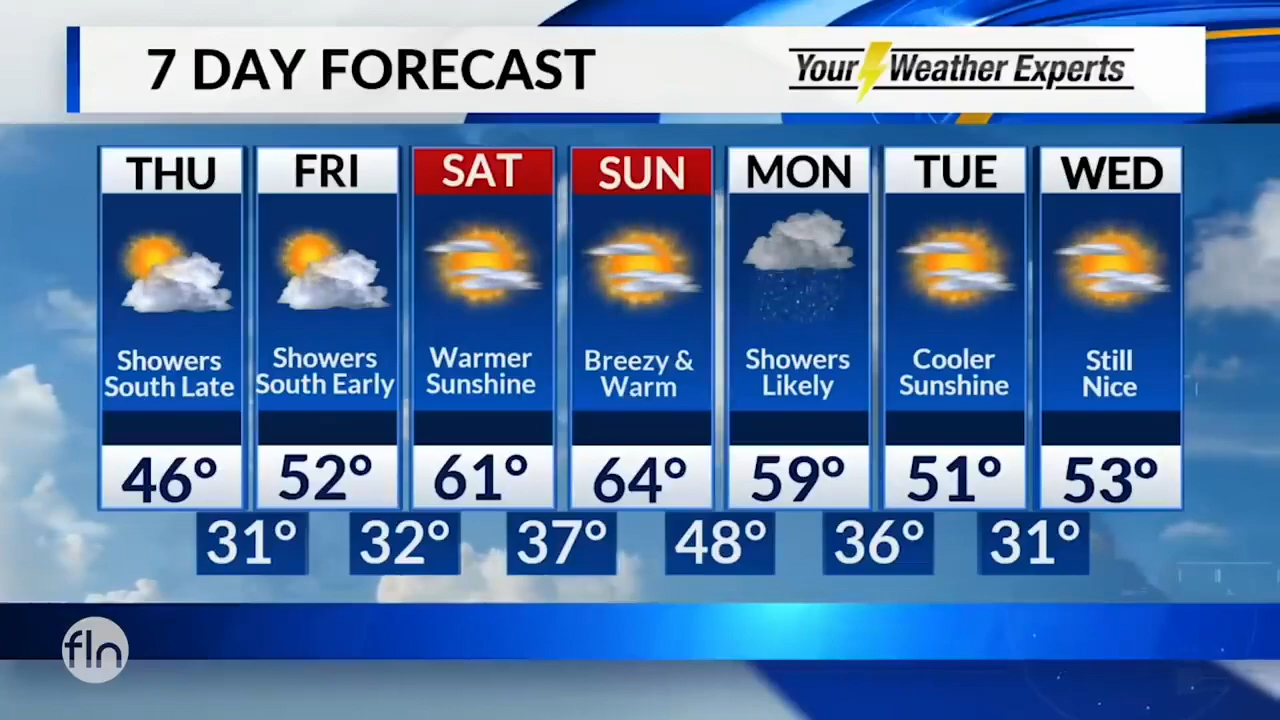 7 DAY FORECAST
Your Weather Experts
THU FRI SAT SUN MON TUE WED
Showers South Late
Showers South Early
Warmer Sunshine
Breezy & Warm
Showers Likely
Cooler Sunshine
Still Nice
46° 52° 61° 64° 59° 51° 53°
31° 32° 37° 48° 36° 31°
fln